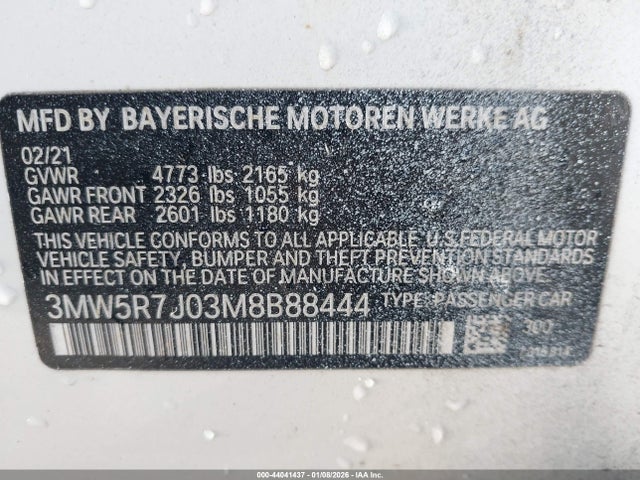 MFD BY BAYERISCHE MOTOREN WERKE AG
02/21
GVWR 4773 lbs 2165 kg
GAWR FRONT 2326 lbs 1055 kg
GAWR REAR 2601 lbs 1180 kg
THIS VEHICLE CONFORMS TO ALL APPLICABLE U.S. FEDERAL MOTOR
VEHICLE SAFETY, BUMPER AND THEFT PREVENTION STANDARDS
IN EFFECT ON THE DATE OF MANUFACTURE SHOWN ABOVE.
3MW5R7J03M8B88444 TYPE: PASSENGER CAR
300
000-44041437 - 01/08/2026 - IAA Inc.